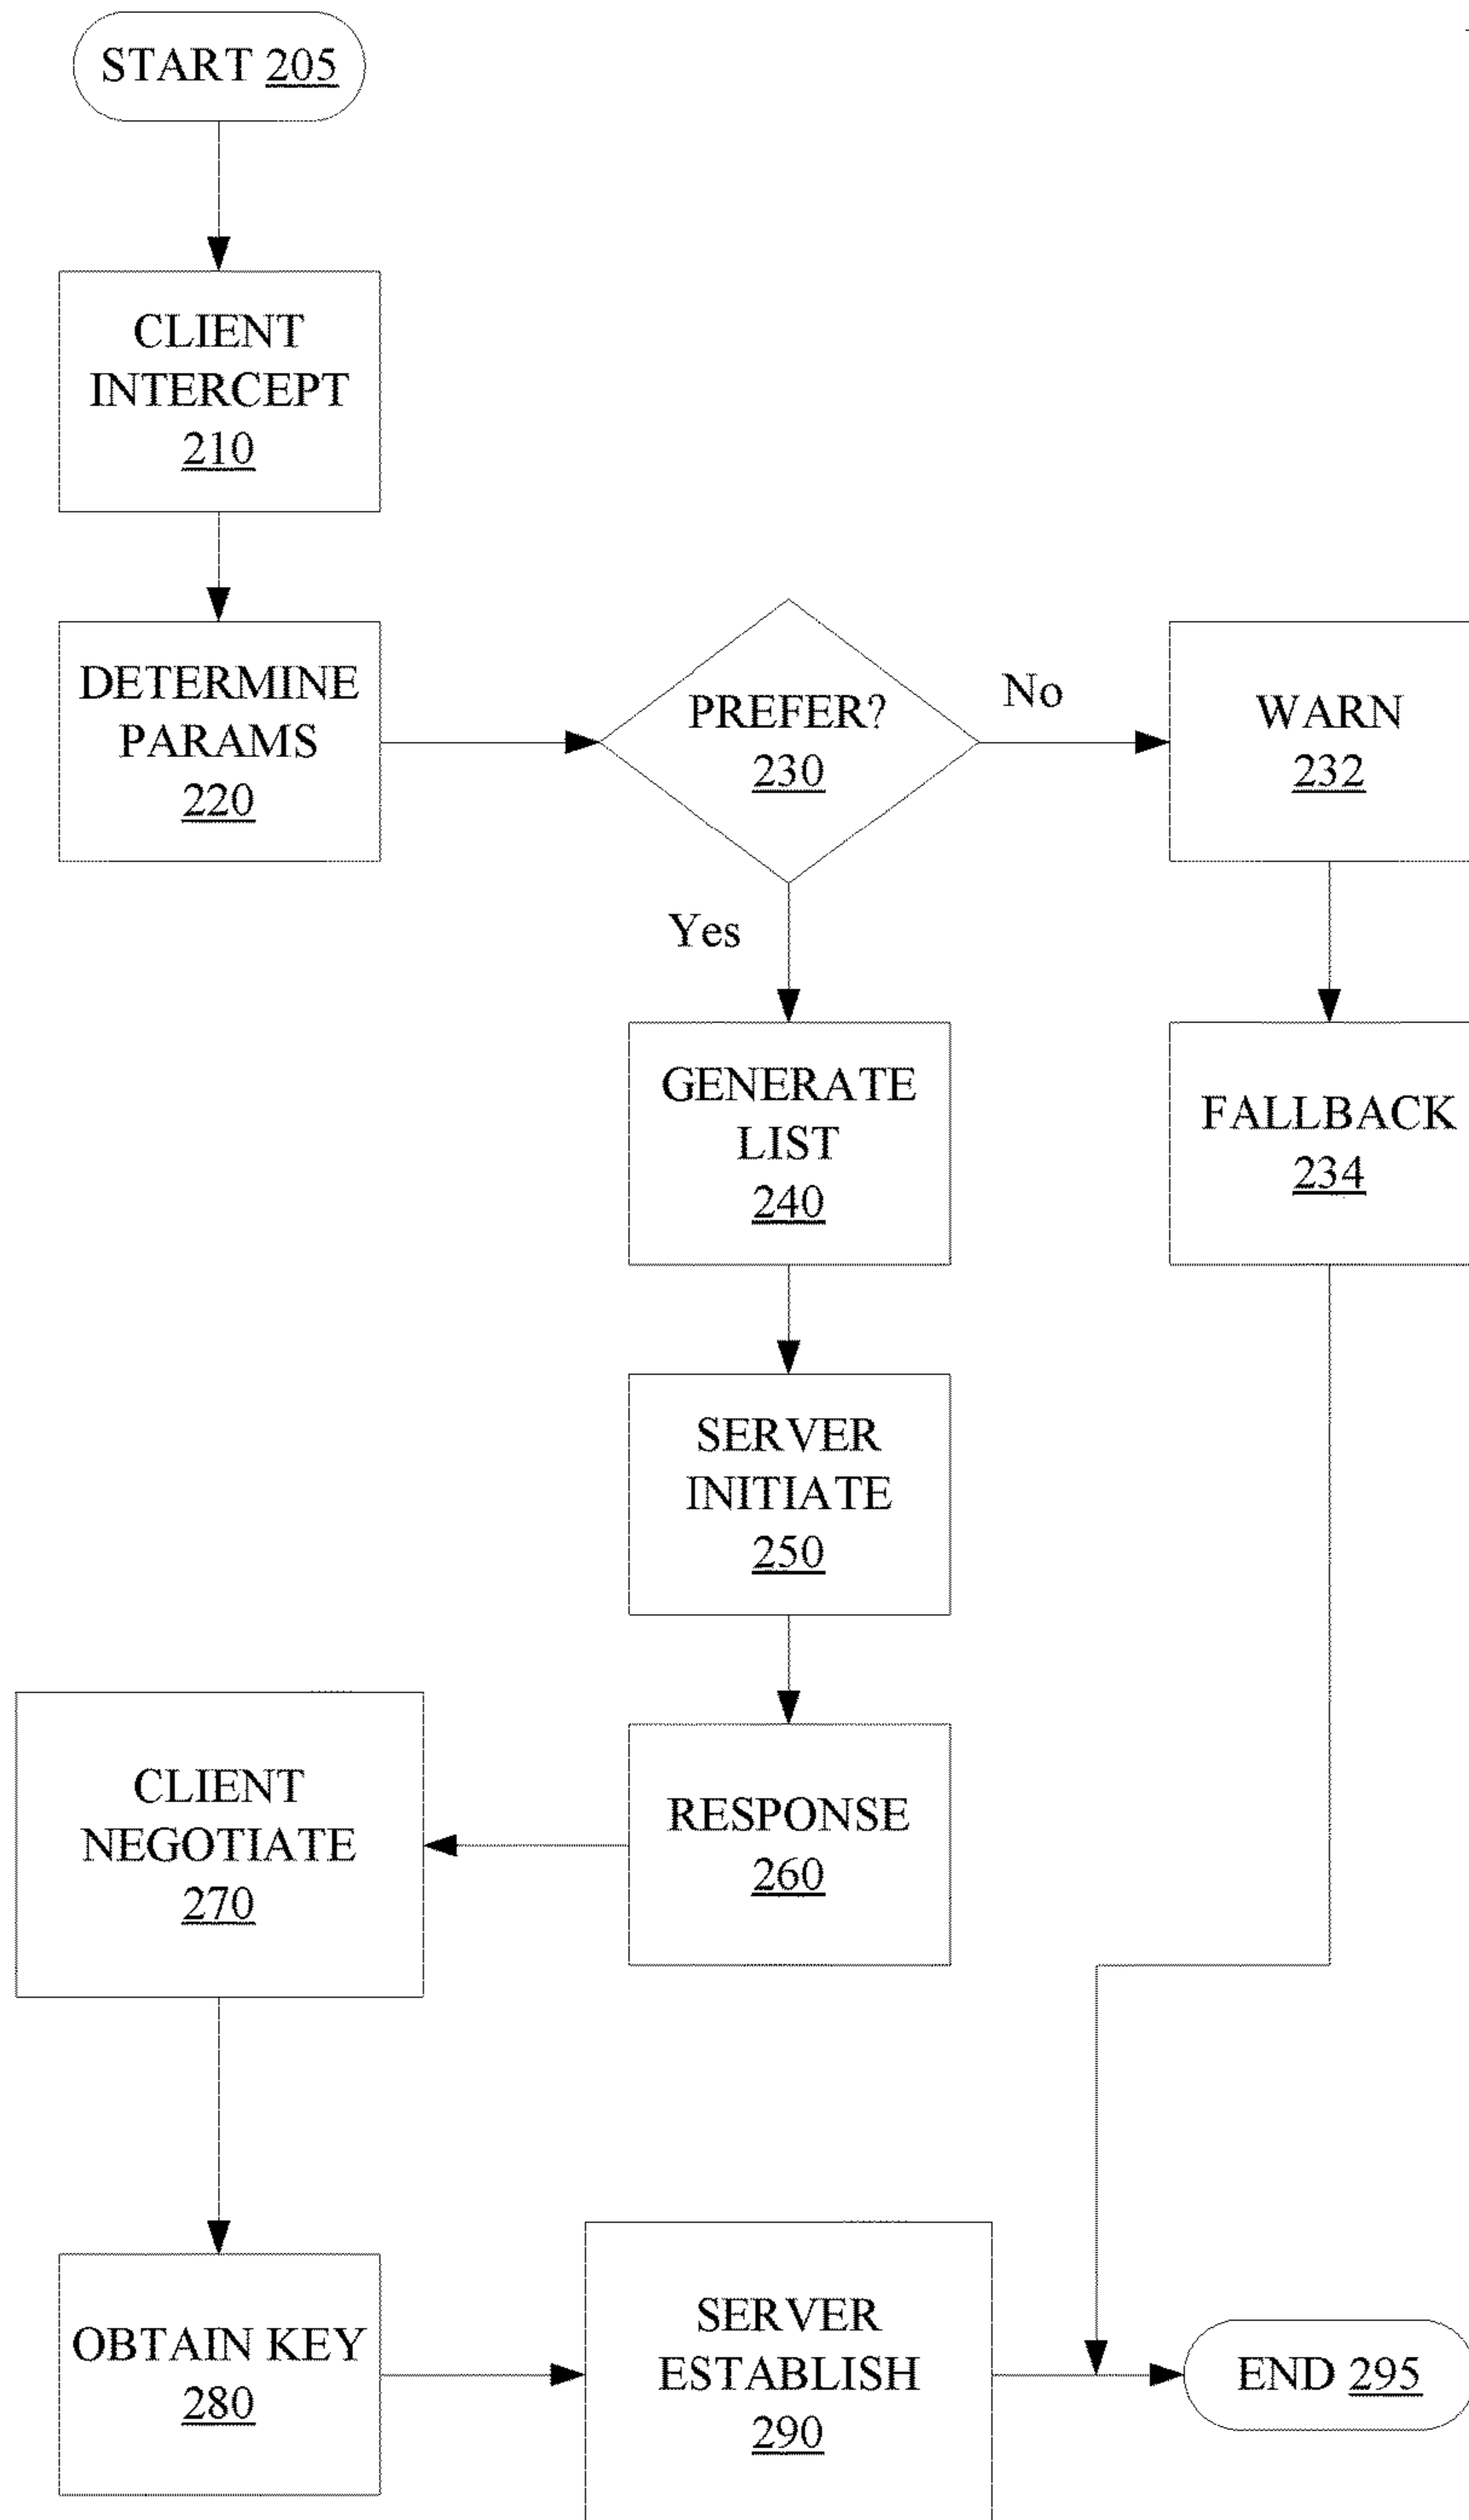 START 205
CLIENT
INTERCEPT
210
DETERMINE
PARAMS
220
PREFER?
230
No
WARN
232
Yes
GENERATE
LIST
240
FALLBACK
234
SERVER
INITIATE
250
CLIENT
NEGOTIATE
270
RESPONSE
260
OBTAIN KEY
280
SERVER
ESTABLISH
290
END 295